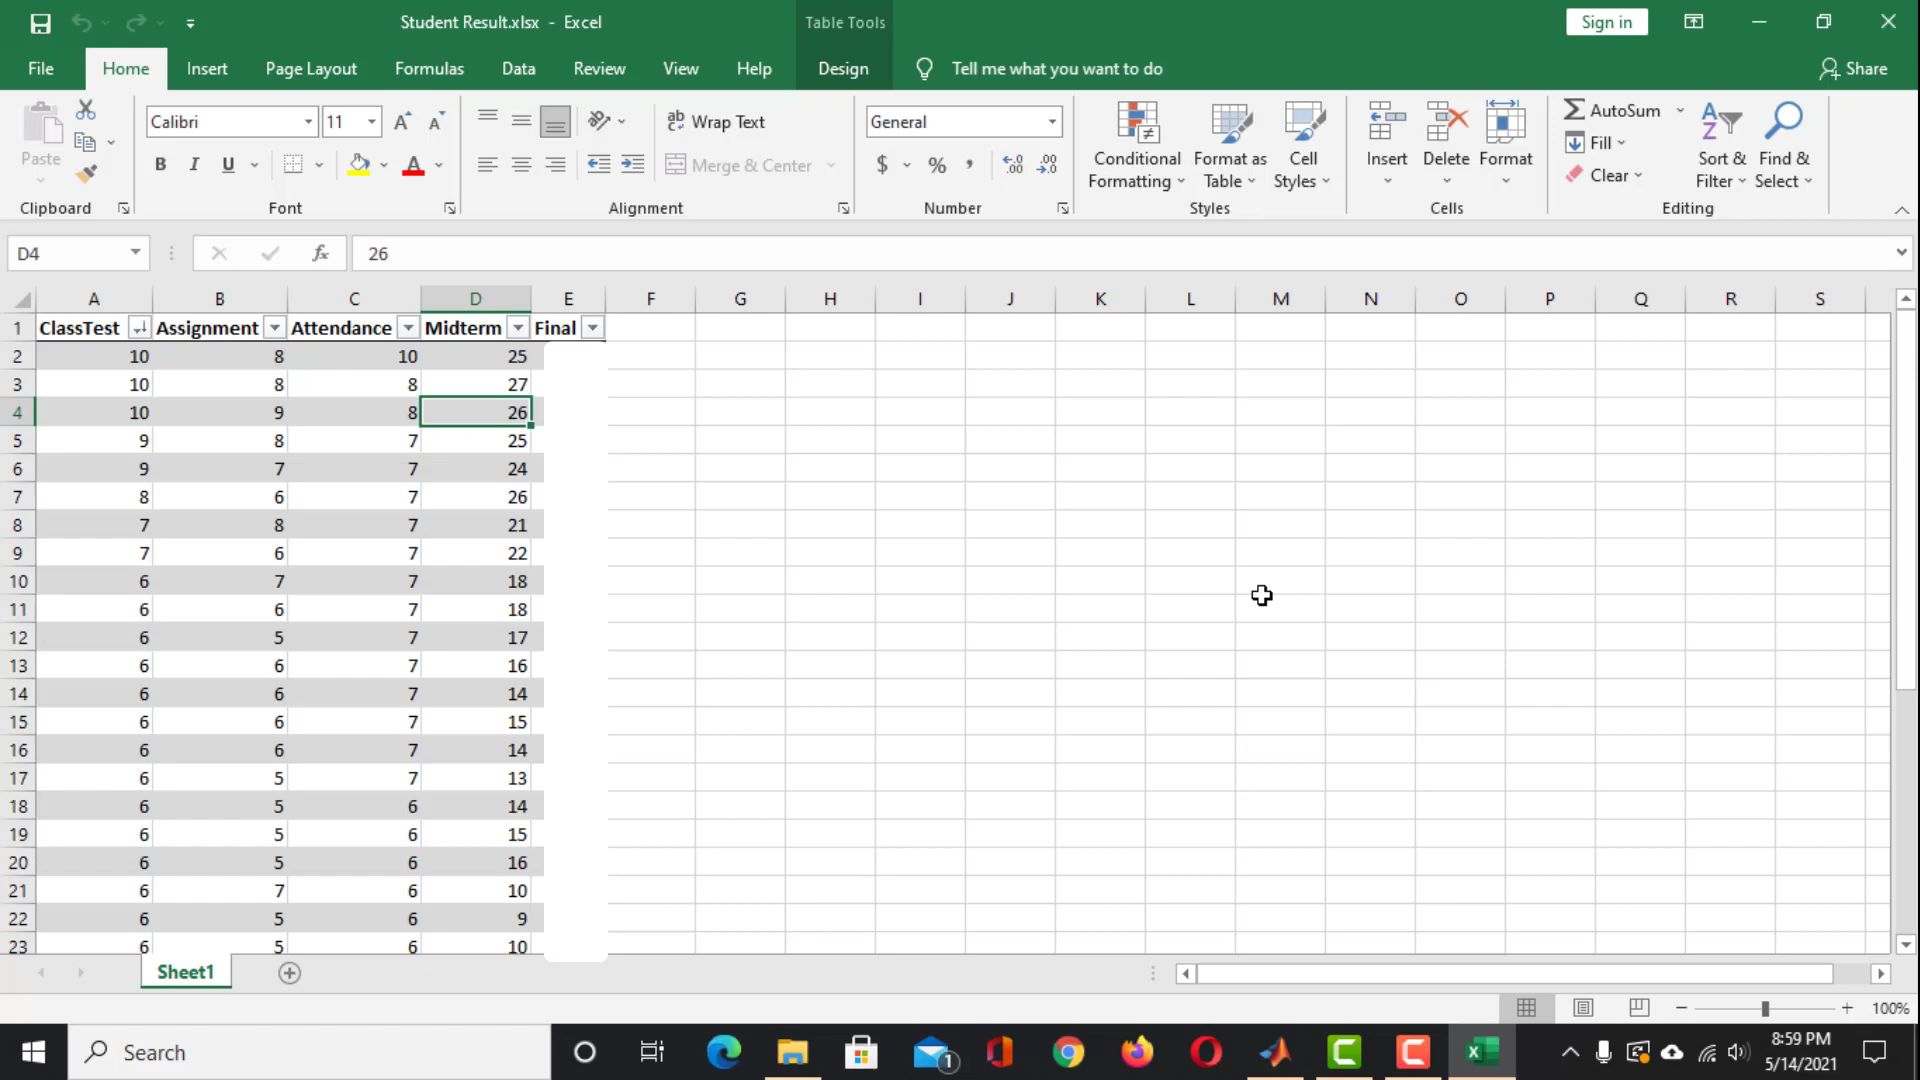 Student Result.xlsx - Excel
Table Tools
Sign in
File
Home
Insert
Page Layout
Formulas
Data
Review
View
Help
Design
Tell me what you want to do
Share
Paste
Calibri
11
B I U
Wrap Text
Merge & Center
General
$ % ,
Conditional Formatting
Format as Table
Cell Styles
Insert
Delete
Format
AutoSum
Fill
Clear
Sort & Filter
Find & Select
Clipboard
Font
Alignment
Number
Styles
Cells
Editing
D4
fx
26
A B C D E F G H I J K L M N O P Q R S
1 ClassTest Assignment Attendance Midterm Final
2 10 8 10 25
3 10 8 8 27
4 10 9 8 26
5 9 8 7 25
6 9 7 7 24
7 8 6 7 26
8 7 8 7 21
9 7 6 7 22
10 6 7 7 18
11 6 6 7 18
12 6 5 7 17
13 6 6 7 16
14 6 6 7 14
15 6 6 7 15
16 6 6 7 14
17 6 5 7 13
18 6 5 6 14
19 6 5 6 15
20 6 5 6 16
21 6 7 6 10
22 6 5 6 9
23 6 5 6 10
Sheet1
100%
Search
1
8:59 PM
5/14/2021